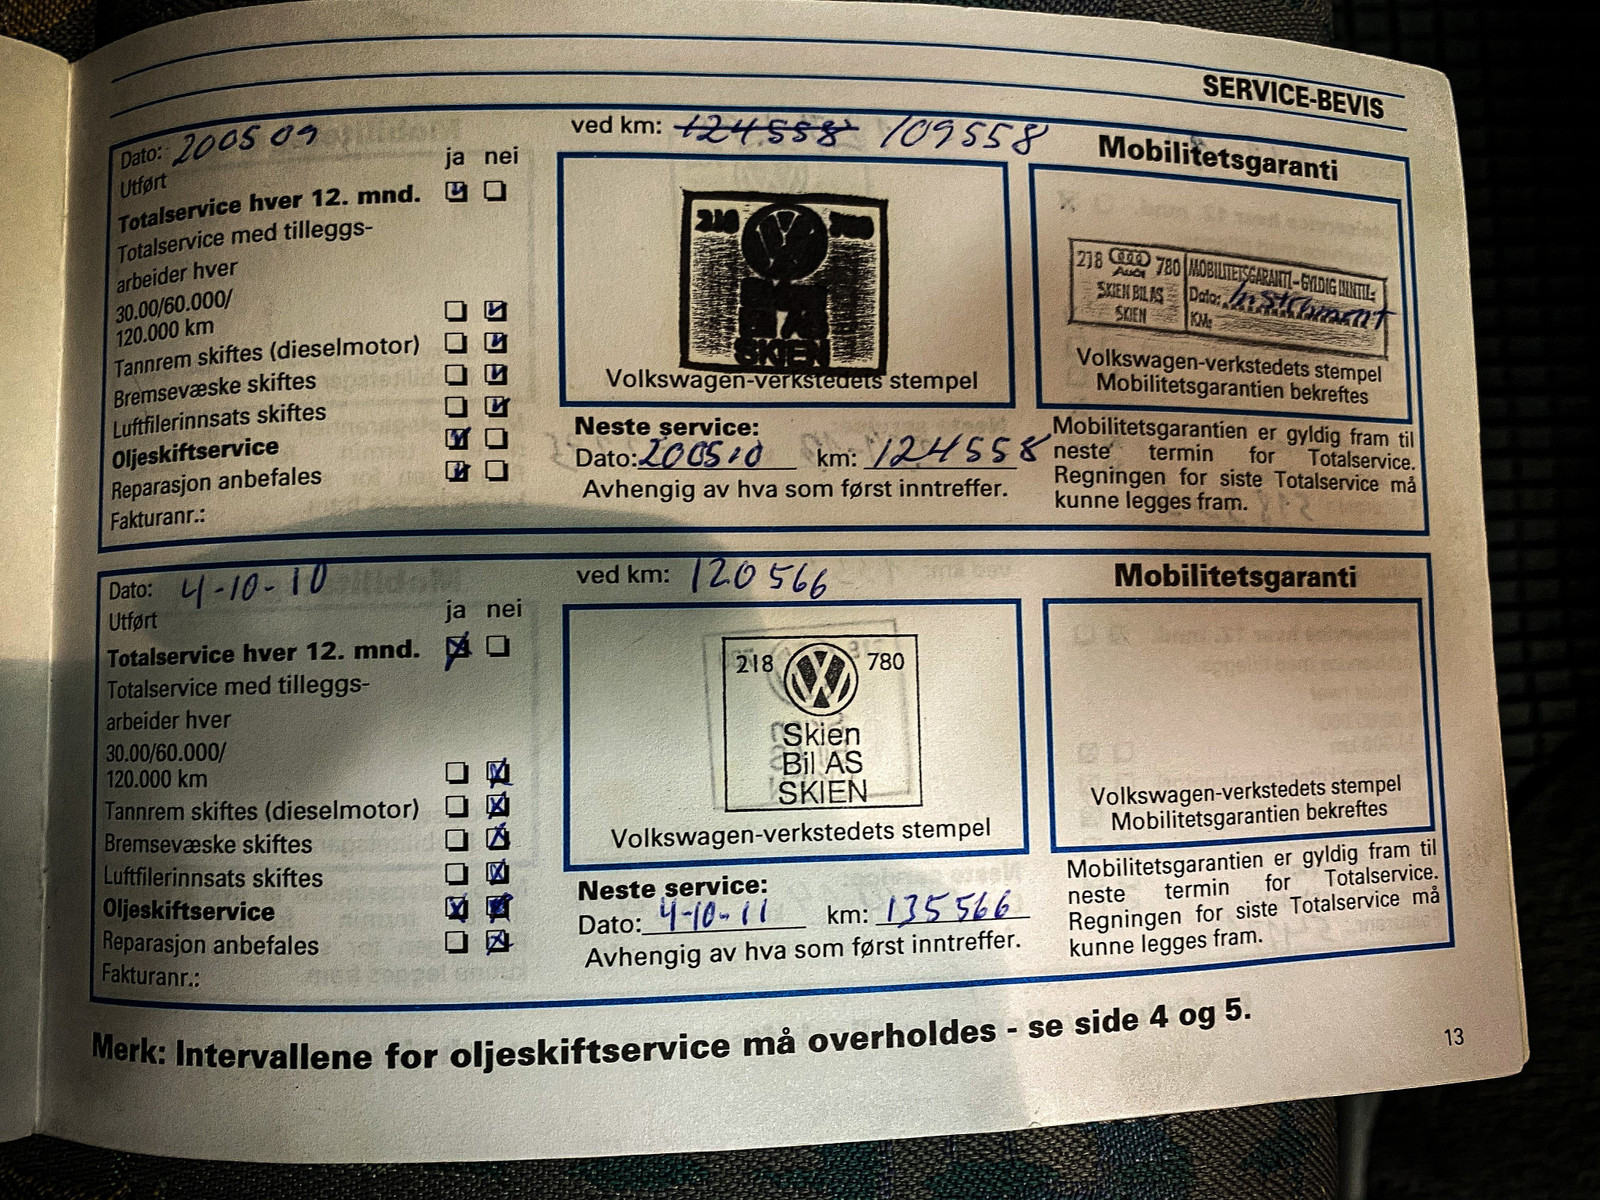 SERVICE-BEVIS
Dato: 200509
ved km: 124558 109558
Mobilitetsgaranti
Utført
ja nei
Totalservice hver 12. mnd.
Totalservice med tilleggs-
arbeider hver
30.00/60.000/
120.000 km
Tannrem skiftes (dieselmotor)
Bremsevæske skiftes
Luftfilerinnsats skiftes
Oljeskiftservice
Reparasjon anbefales
Fakturanr.:
218 780
SKIEN
Volkswagen-verkstedets stempel
Neste service:
Dato: 200510 km: 124558
Avhengig av hva som først inntreffer.
218 Audi 780
SKIEN BIL AS
SKIEN
MOBILITETSGARANTI-GYLDIG INNTIL:
Dato: Instrument
KM:
Volkswagen-verkstedets stempel
Mobilitetsgarantien bekreftes
Mobilitetsgarantien er gyldig fram til
neste termin for Totalservice.
Regningen for siste Totalservice må
kunne legges fram.
Dato: 4-10-10
ved km: 120566
Mobilitetsgaranti
Utført
ja nei
Totalservice hver 12. mnd.
Totalservice med tilleggs-
arbeider hver
30.00/60.000/
120.000 km
Tannrem skiftes (dieselmotor)
Bremsevæske skiftes
Luftfilerinnsats skiftes
Oljeskiftservice
Reparasjon anbefales
Fakturanr.:
218 780
Skien
Bil AS
SKIEN
Volkswagen-verkstedets stempel
Neste service:
Dato: 4-10-11 km: 135566
Avhengig av hva som først inntreffer.
Volkswagen-verkstedets stempel
Mobilitetsgarantien bekreftes
Mobilitetsgarantien er gyldig fram til
neste termin for Totalservice.
Regningen for siste Totalservice må
kunne legges fram.
Merk: Intervallene for oljeskiftservice må overholdes - se side 4 og 5.
13